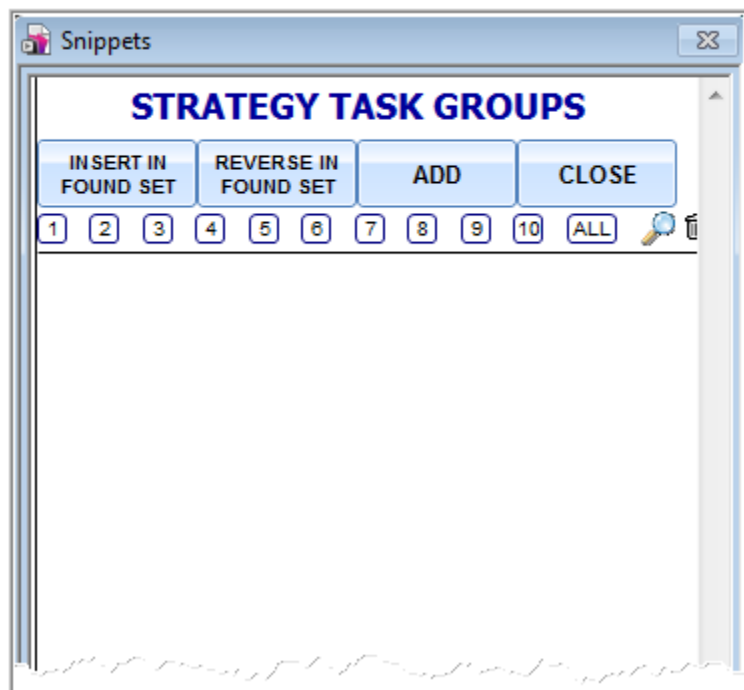 Snippets
STRATEGY TASK GROUPS
INSERT IN
FOUND SET
REVERSE IN
FOUND SET
ADD
CLOSE
1 2 3 4 5 6 7 8 9 10 ALL